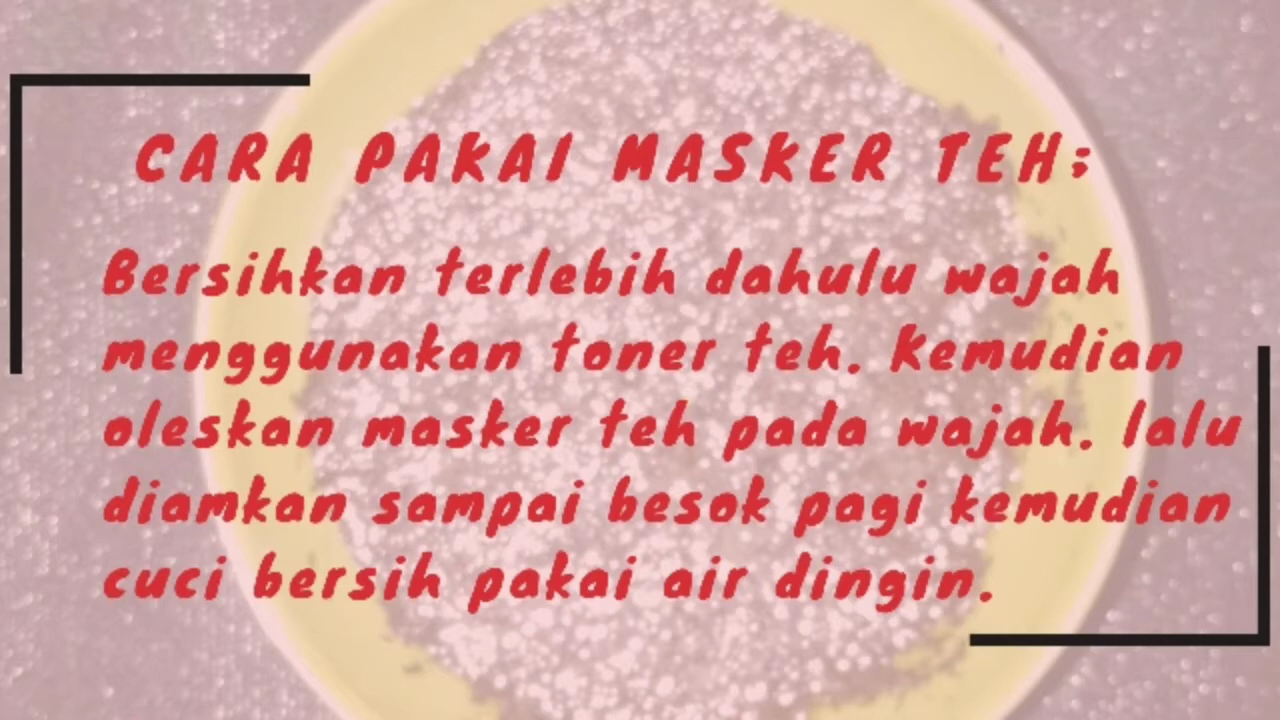 CARA PAKAI MASKER TEH:
Bersihkan terlebih dahulu wajah
menggunakan toner teh. Kemudian
oleskan masker teh pada wajah. lalu
diamkan sampai besok pagi kemudian
cuci bersih pakai air dingin.